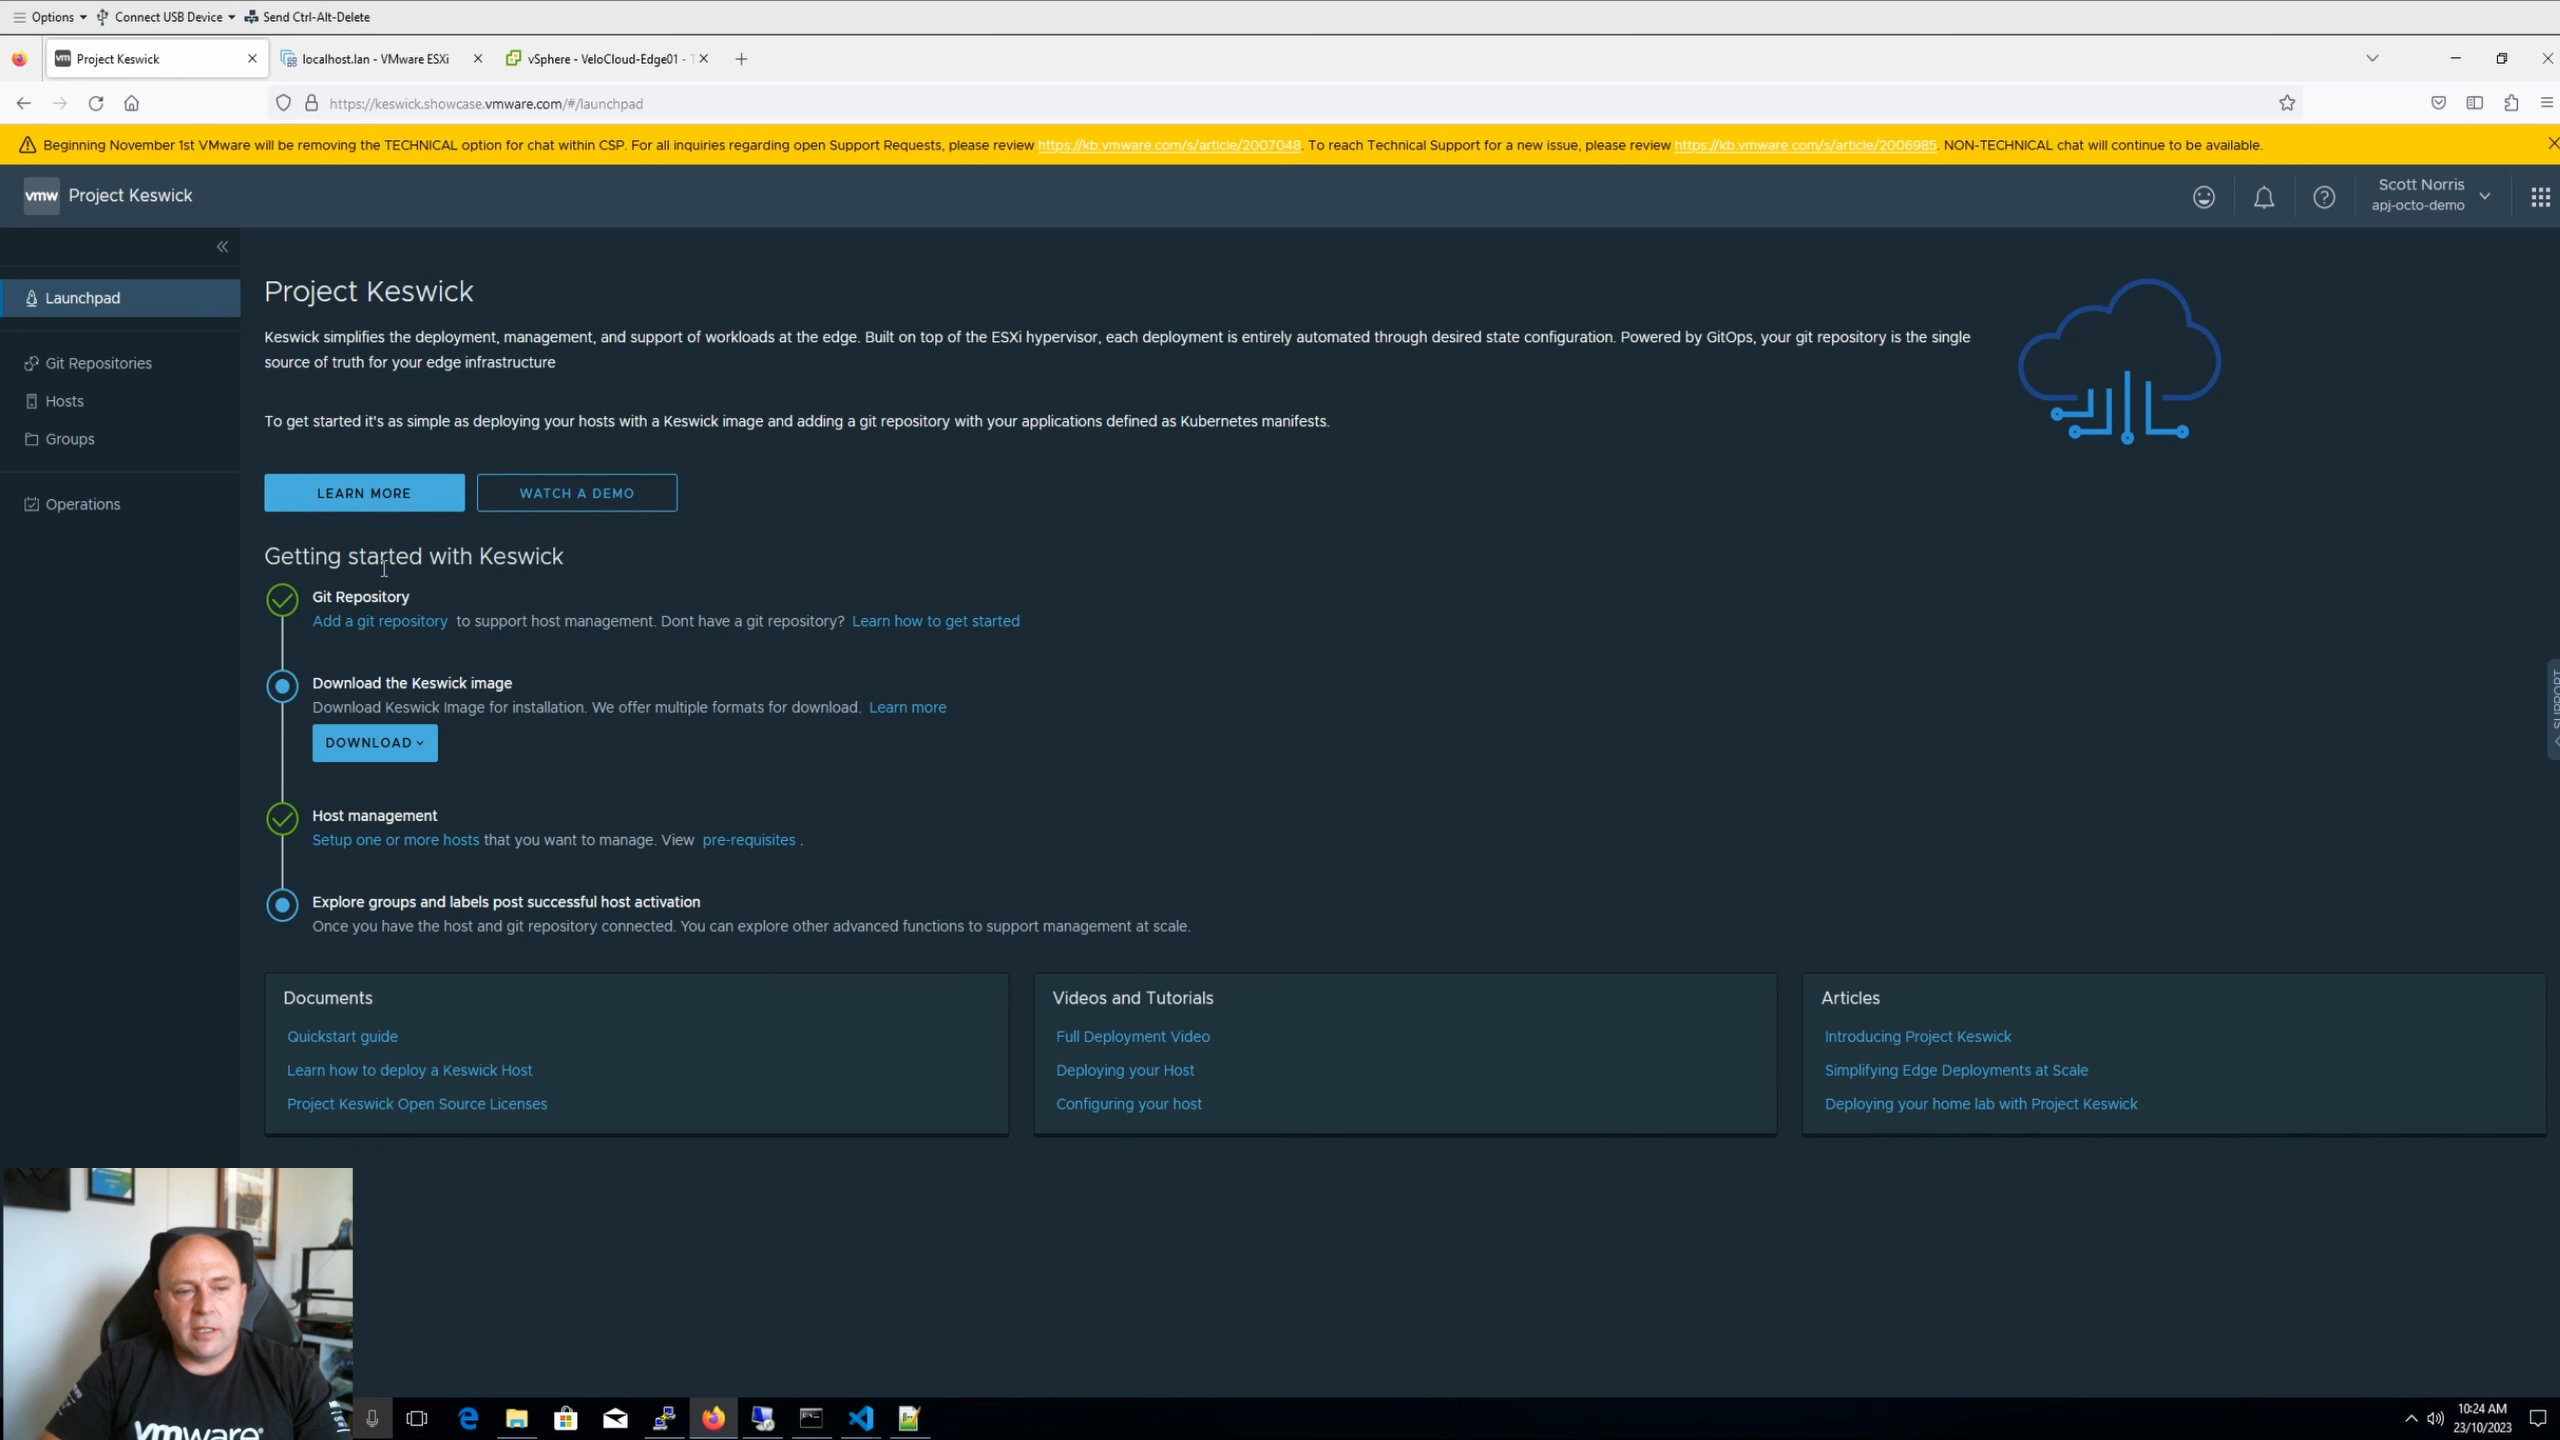 Options
Connect USB Device
Send Ctrl-Alt-Delete
vm Project Keswick
localhost.lan - VMware ESXi
vSphere - VeloCloud-Edge01 -
https://keswick.showcase.vmware.com/#/launchpad
Beginning November 1st VMware will be removing the TECHNICAL option for chat within CSP. For all inquiries regarding open Support Requests, please review https://kb.vmware.com/s/article/2007048. To reach Technical Support for a new issue, please review https://kb.vmware.com/s/article/2006985. NON-TECHNICAL chat will continue to be available.
vmw Project Keswick
Scott Norris
apj-octo-demo
Launchpad
Git Repositories
Hosts
Groups
Operations
Project Keswick
Keswick simplifies the deployment, management, and support of workloads at the edge. Built on top of the ESXi hypervisor, each deployment is entirely automated through desired state configuration. Powered by GitOps, your git repository is the single
source of truth for your edge infrastructure
To get started it's as simple as deploying your hosts with a Keswick image and adding a git repository with your applications defined as Kubernetes manifests.
LEARN MORE
WATCH A DEMO
Getting started with Keswick
Git Repository
Add a git repository to support host management. Dont have a git repository? Learn how to get started
Download the Keswick image
Download Keswick Image for installation. We offer multiple formats for download. Learn more
DOWNLOAD
Host management
Setup one or more hosts that you want to manage. View pre-requisites .
Explore groups and labels post successful host activation
Once you have the host and git repository connected. You can explore other advanced functions to support management at scale.
SUPPORT
Documents
Quickstart guide
Learn how to deploy a Keswick Host
Project Keswick Open Source Licenses
Videos and Tutorials
Full Deployment Video
Deploying your Host
Configuring your host
Articles
Introducing Project Keswick
Simplifying Edge Deployments at Scale
Deploying your home lab with Project Keswick
vmware
10:24 AM
23/10/2023